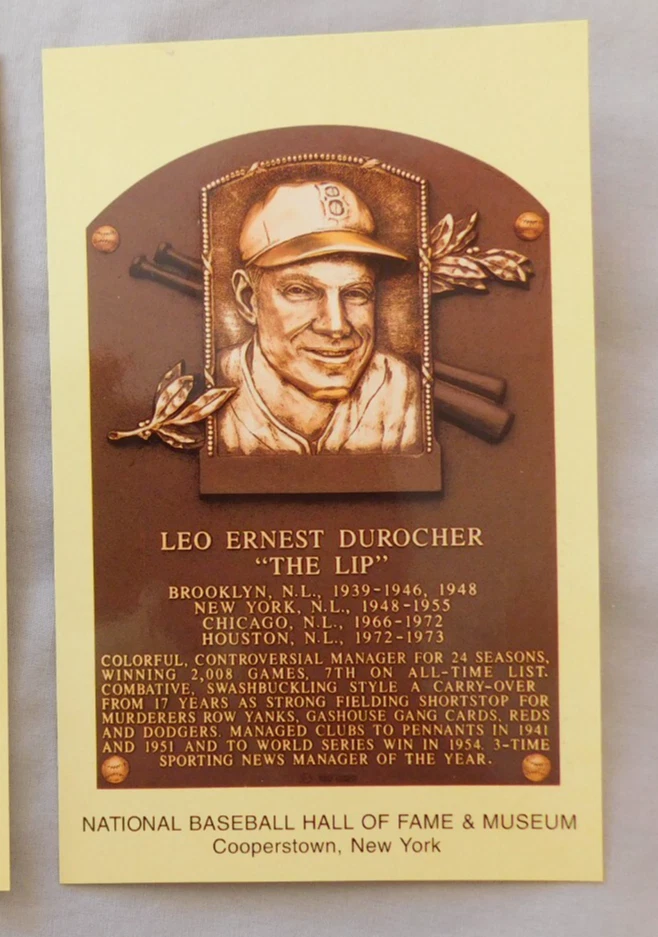 B
LEO ERNEST DUROCHER
“THE LIP”
BROOKLYN, N.L., 1939-1946, 1948
NEW YORK, N.L., 1948-1955
CHICAGO, N.L., 1966-1972
HOUSTON, N.L., 1972-1973
COLORFUL, CONTROVERSIAL MANAGER FOR 24 SEASONS,
WINNING 2,008 GAMES, 7TH ON ALL-TIME LIST.
COMBATIVE, SWASHBUCKLING STYLE A CARRY-OVER
FROM 17 YEARS AS STRONG FIELDING SHORTSTOP FOR
MURDERERS ROW YANKS, GASHOUSE GANG CARDS, REDS
AND DODGERS. MANAGED CLUBS TO PENNANTS IN 1941
AND 1951 AND TO WORLD SERIES WIN IN 1954. 3-TIME
SPORTING NEWS MANAGER OF THE YEAR.
NATIONAL BASEBALL HALL OF FAME & MUSEUM
Cooperstown, New York